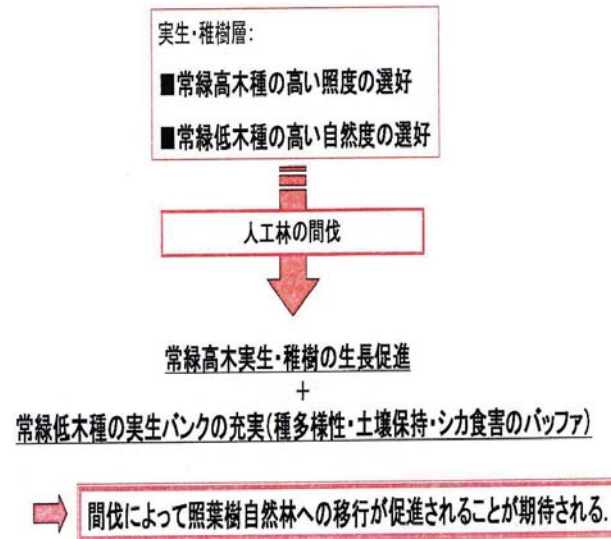 実生・稚樹層:
■常緑高木種の高い照度の選好
■常緑低木種の高い自然度の選好
人工林の間伐
常緑高木実生・稚樹の生長促進
+
常緑低木種の実生バンクの充実(種多様性・土壌保持・シカ食害のバッファ)
間伐によって照葉樹自然林への移行が促進されることが期待される.